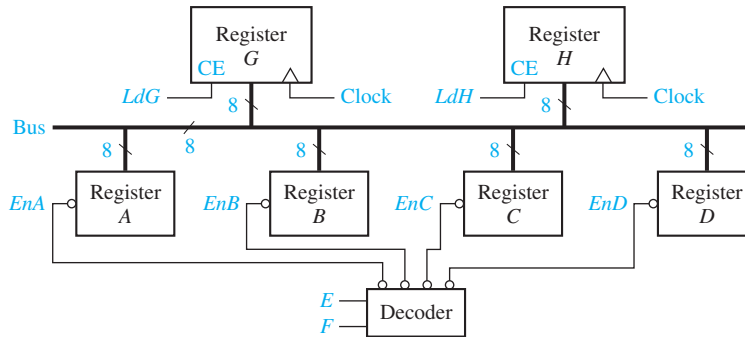 Register
G
CE
LdG
8
Clock
Register
H
CE
LdH
8
Clock
Bus
8
8
8
8
8
EnA
Register
A
EnB
Register
B
EnC
Register
C
EnD
Register
D
E
F
Decoder